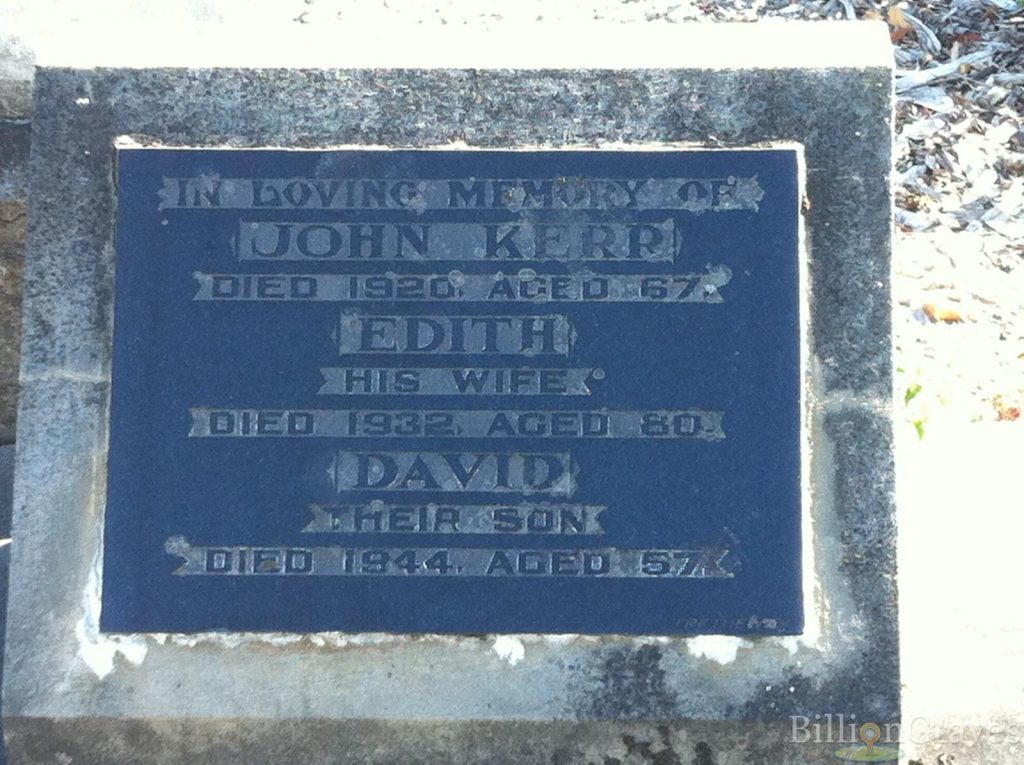 IN LOVING MEMORY OF
JOHN KERR
DIED 1920. AGED 67.
EDITH
HIS WIFE
DIED 1932. AGED 80.
DAVID
THEIR SON
DIED 1944. AGED 57.
BillionGraves